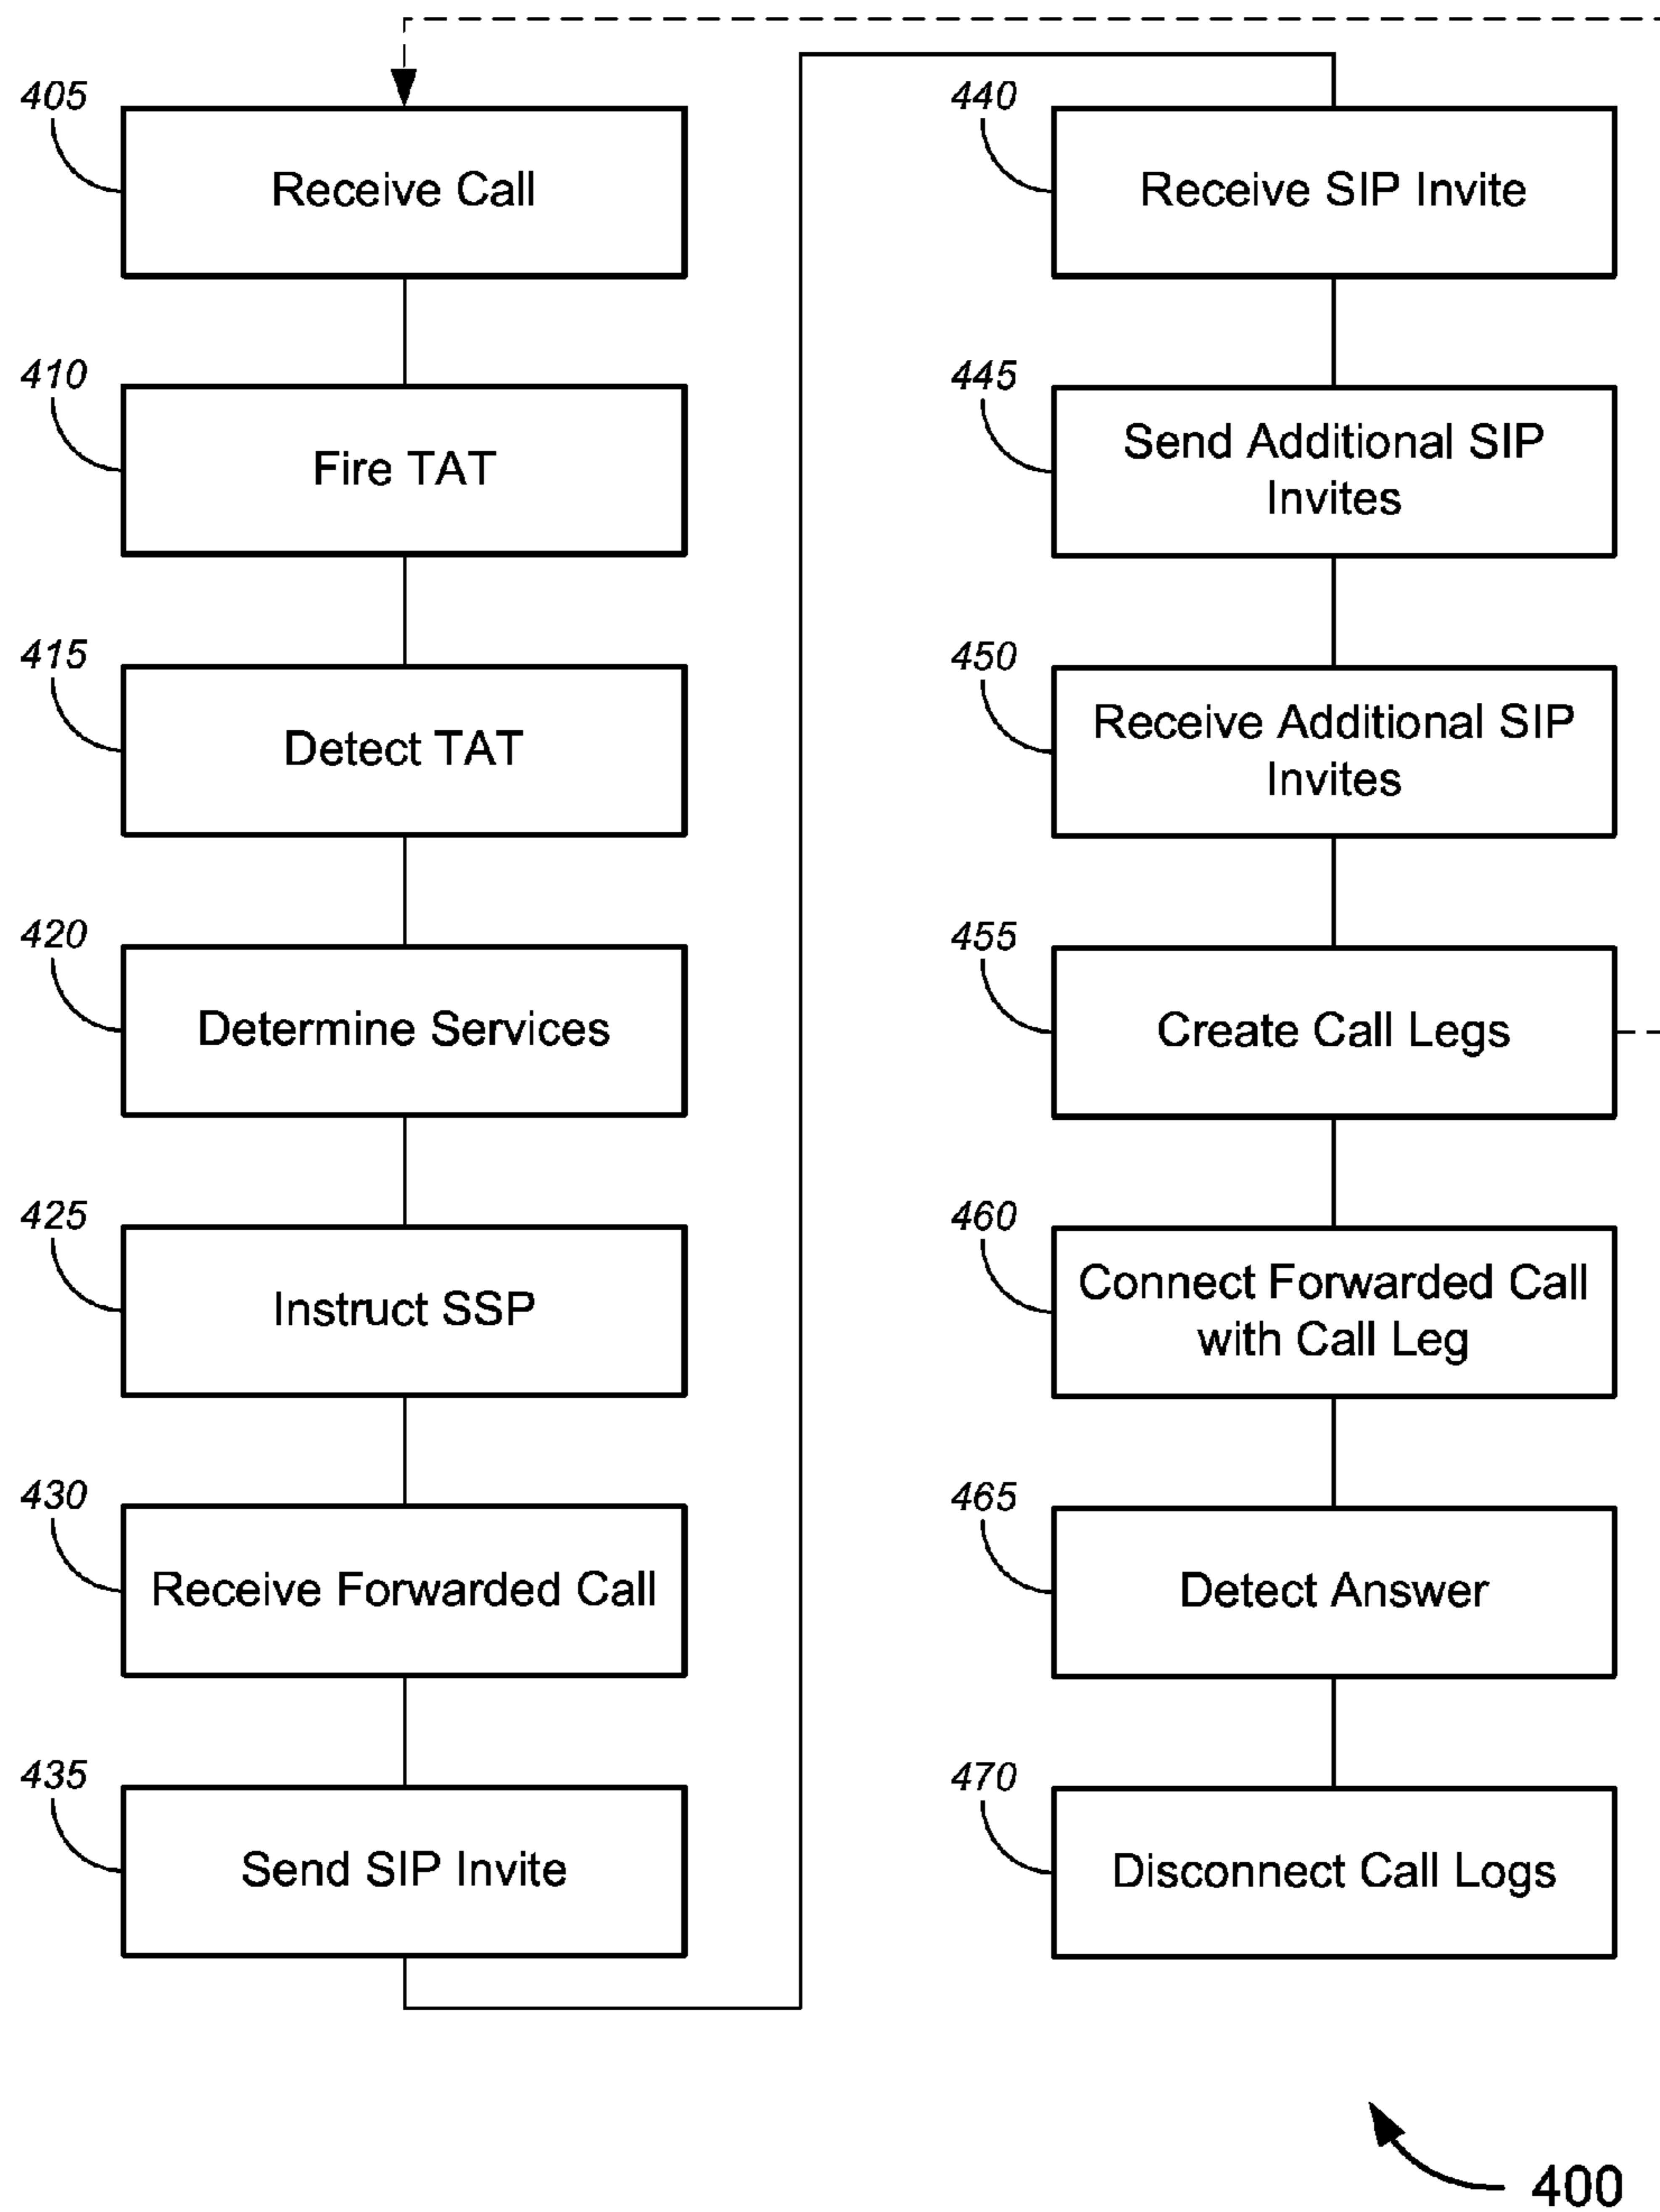 405
Receive Call
410
Fire TAT
415
Detect TAT
420
Determine Services
425
Instruct SSP
430
Receive Forwarded Call
435
Send SIP Invite
440
Receive SIP Invite
445
Send Additional SIP
Invites
450
Receive Additional SIP
Invites
455
Create Call Legs
460
Connect Forwarded Call
with Call Leg
465
Detect Answer
470
Disconnect Call Logs
400